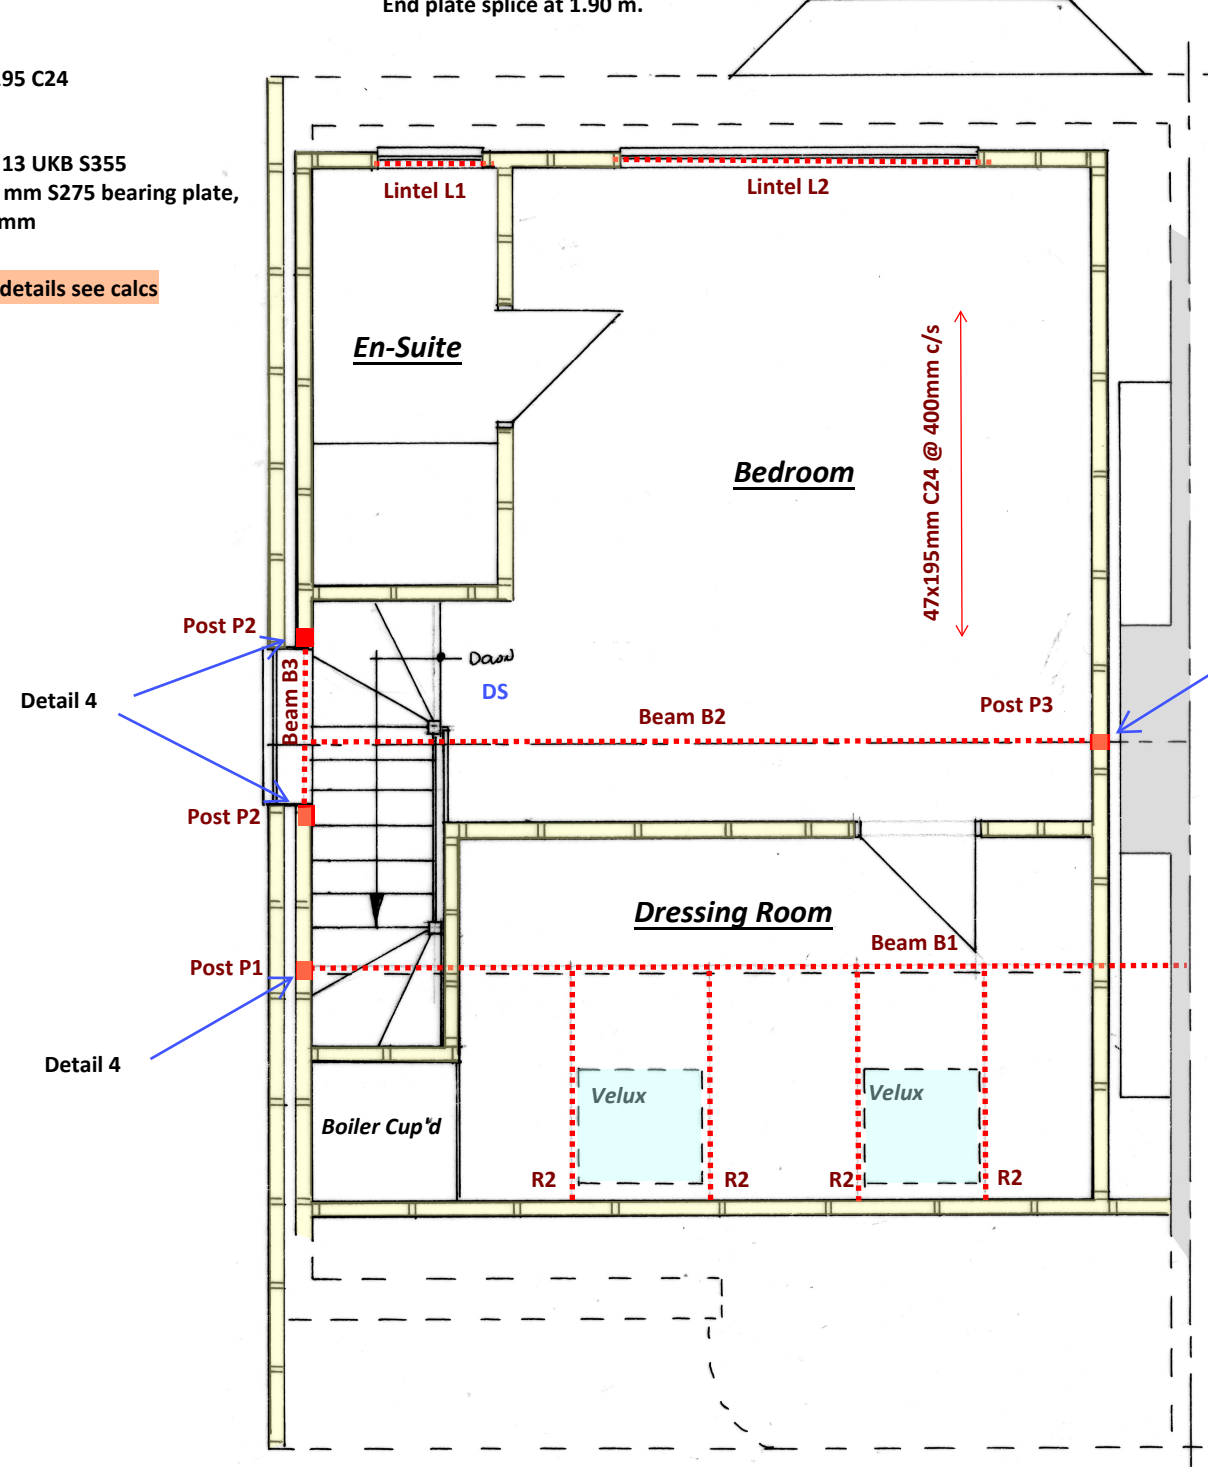 End plate splice at 1.90 m.
95 C24
13 UKB S355
mm S275 bearing plate,
mm
details see calcs
Lintel L1
Lintel L2
En-Suite
47x195mm C24 @ 400mm c/s
Bedroom
Post P2
Down
Beam B3
DS
Detail 4
Post P3
Beam B2
Post P2
Dressing Room
Beam B1
Post P1
Detail 4
Velux
Velux
Boiler Cup'd
R2
R2
R2
R2